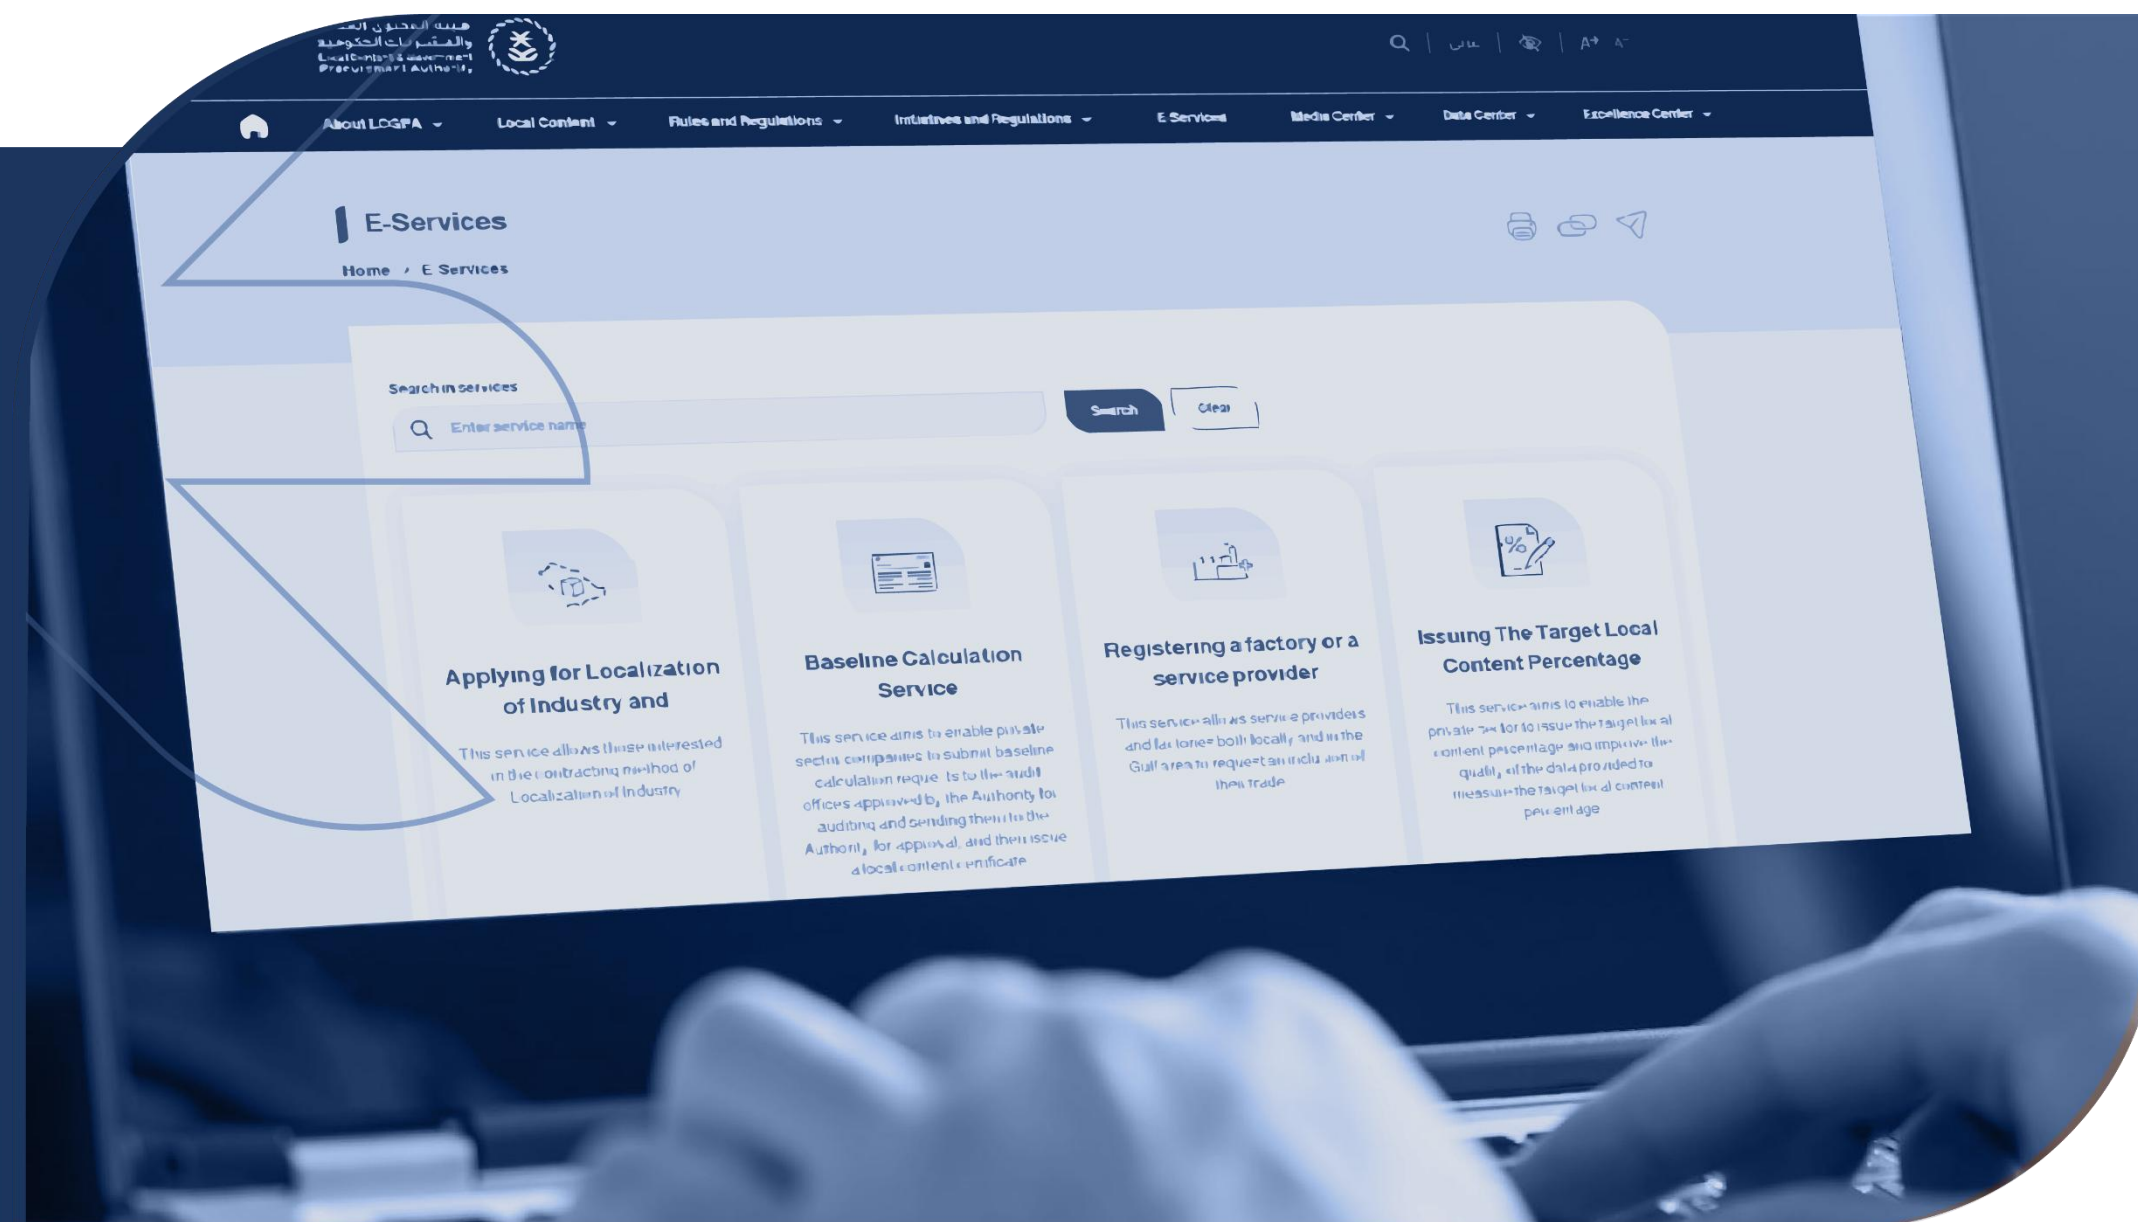 والمشتريات الحكومية
Local Content & Government
Procurement Authority
عربي
A+ A-
About LCGPA
Local Content
Rules and Regulations
Initiatives and Regulations
E Services
Media Center
Data Center
Excellence Center
E-Services
Home / E Services
Search in services
Enter service name
Search
Clear
Applying for Localization
of Industry and
This service allows those interested
in the contracting method of
Localization of Industry
Baseline Calculation
Service
This service aims to enable private
sector companies to submit baseline
calculation requests to the audit
offices approved by the Authority for
auditing and sending them to the
Authority for approval, and then issue
a local content certificate
Registering a factory or a
service provider
This service allows service providers
and factories both locally and in the
Gulf area to request an inclusion of
their trade
Issuing The Target Local
Content Percentage
This service aims to enable the
private sector to issue the target local
content percentage and improve the
quality of the data provided to
measure the target local content
percentage